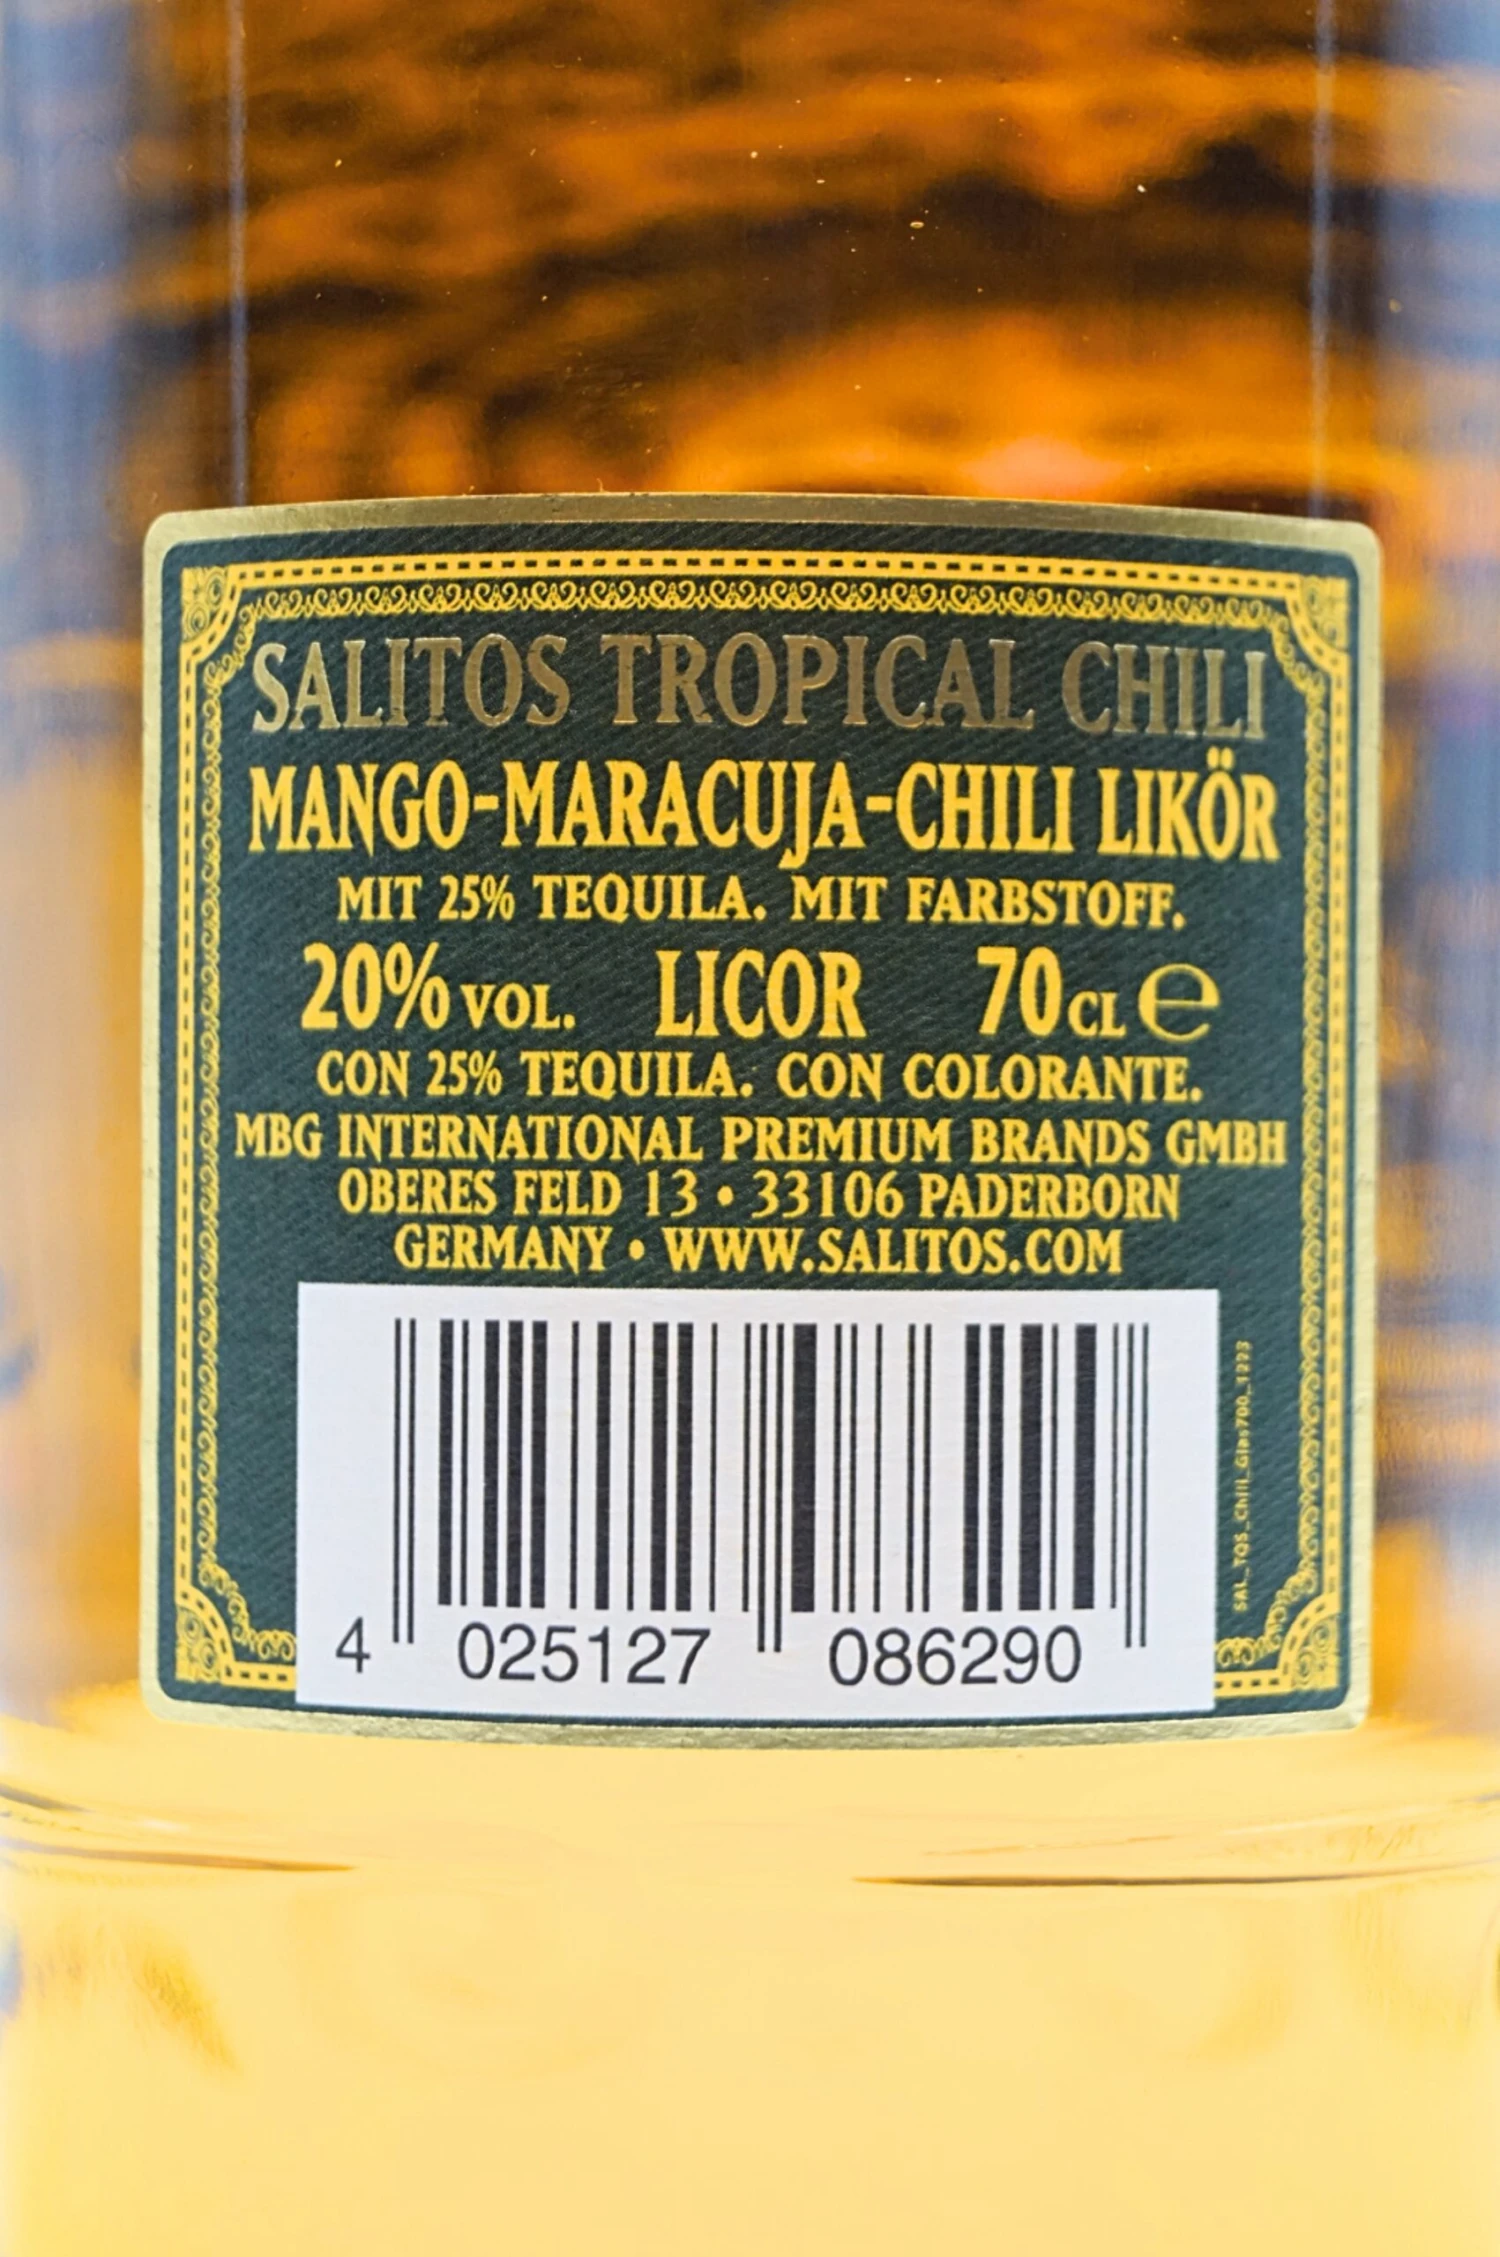 SALITOS TROPICAL CHILI
MANGO-MARACUJA-CHILI LIKÖR
MIT 25% TEQUILA. MIT FARBSTOFF.
20% VOL. LICOR 70 CL ℮
CON 25% TEQUILA. CON COLORANTE.
MBG INTERNATIONAL PREMIUM BRANDS GMBH
OBERES FELD 13 • 33106 PADERBORN
GERMANY • WWW.SALITOS.COM
4 025127 086290
SAL_TQS_Chili_Glas700_1223